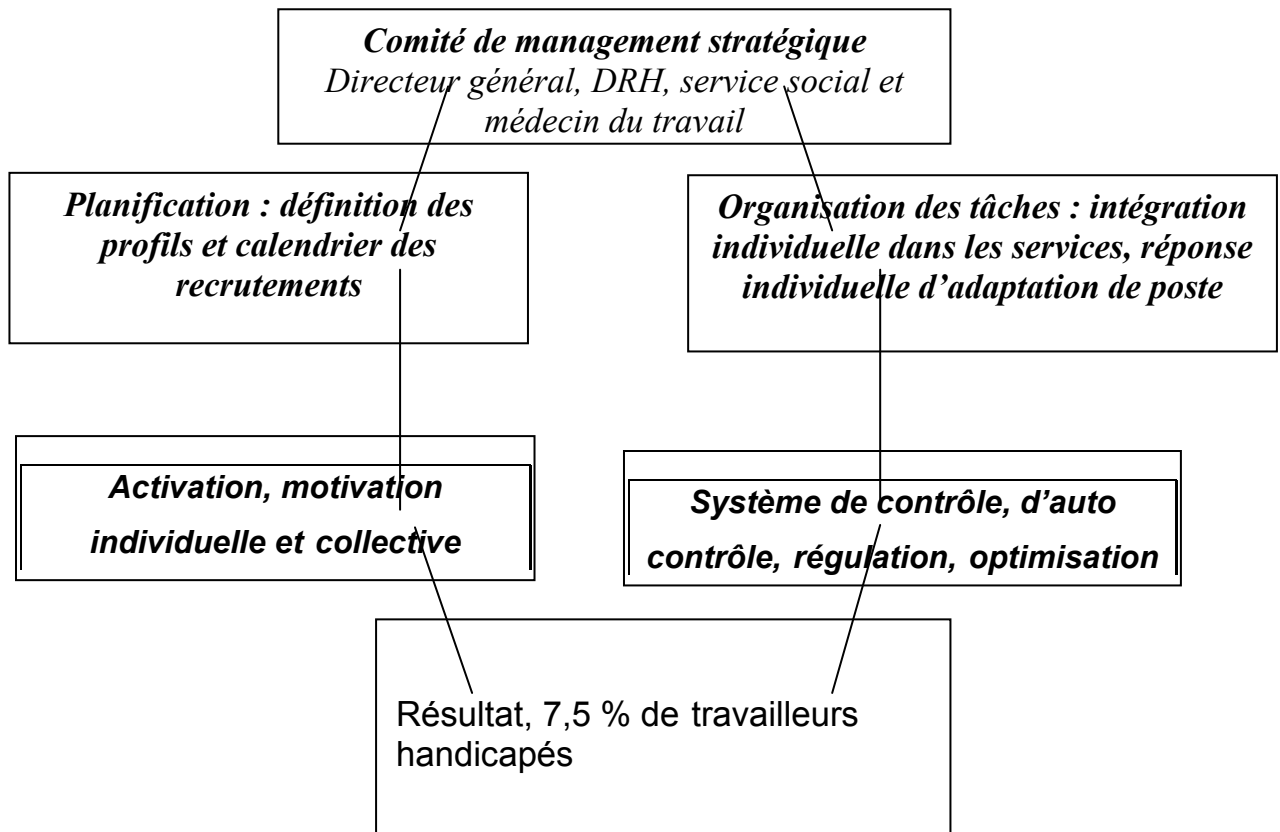 Comité de management stratégique
Directeur général, DRH, service social et
médecin du travail
Planification : définition des
profils et calendrier des
recrutements
Organisation des tâches : intégration
individuelle dans les services, réponse
individuelle d’adaptation de poste
Activation, motivation
individuelle et collective
Système de contrôle, d’auto
contrôle, régulation, optimisation
Résultat, 7,5 % de travailleurs
handicapés